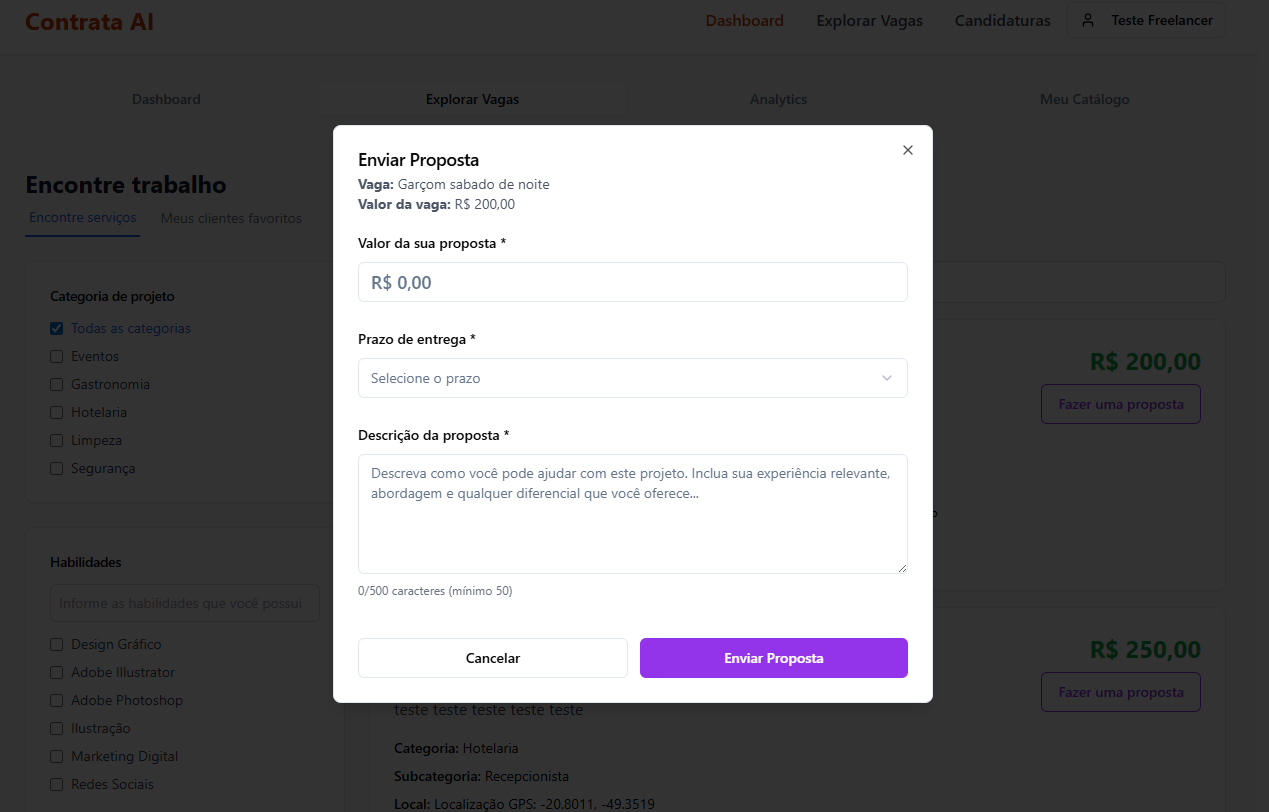 Contrata AI
Dashboard
Explorar Vagas
Candidaturas
Teste Freelancer
Dashboard
Explorar Vagas
Analytics
Meu Catálogo
Encontre trabalho
Encontre serviços
Meus clientes favoritos
Categoria de projeto
Todas as categorias
Eventos
Gastronomia
Hotelaria
Limpeza
Segurança
Habilidades
Informe as habilidades que você possui
Design Gráfico
Adobe Illustrator
Adobe Photoshop
Ilustração
Marketing Digital
Redes Sociais
Enviar Proposta
Vaga: Garçom sabado de noite
Valor da vaga: R$ 200,00
Valor da sua proposta *
R$ 0,00
Prazo de entrega *
Selecione o prazo
Descrição da proposta *
Descreva como você pode ajudar com este projeto. Inclua sua experiência relevante,
abordagem e qualquer diferencial que você oferece...
0/500 caracteres (mínimo 50)
Cancelar
Enviar Proposta
R$ 200,00
Fazer uma proposta
R$ 250,00
Fazer uma proposta
teste teste teste teste teste
Categoria: Hotelaria
Subcategoria: Recepcionista
Local: Localização GPS: -20.8011, -49.3519